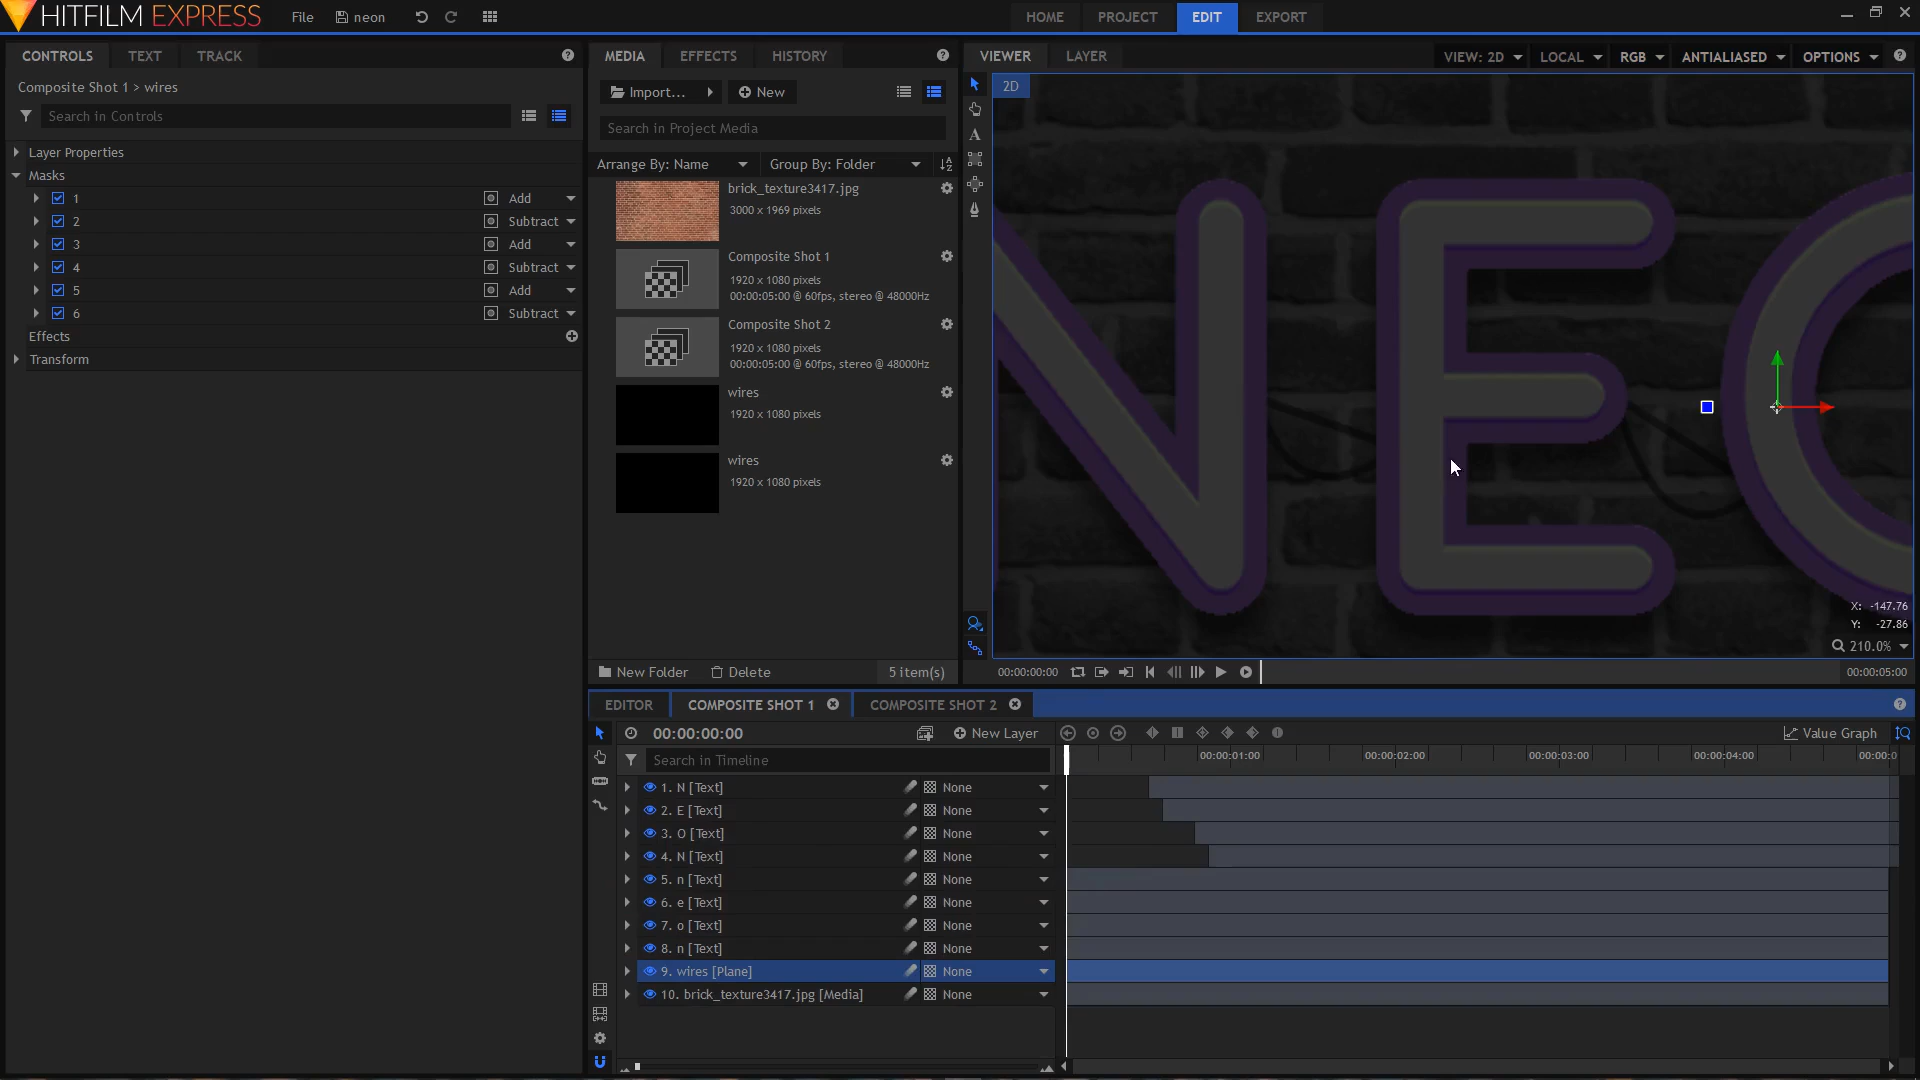 HITFILM EXPRESS
File
neon
HOME
PROJECT
EDIT
EXPORT
CONTROLS
TEXT
TRACK
Composite Shot 1 > wires
Search in Controls
Layer Properties
Masks
1 Add
2 Subtract
3 Add
4 Subtract
5 Add
6 Subtract
Effects
Transform
MEDIA
EFFECTS
HISTORY
Import...
New
Search in Project Media
Arrange By: Name
Group By: Folder
brick_texture3417.jpg
3000 x 1969 pixels
Composite Shot 1
1920 x 1080 pixels
00:00:05:00 @ 60fps, stereo @ 48000Hz
Composite Shot 2
1920 x 1080 pixels
00:00:05:00 @ 60fps, stereo @ 48000Hz
wires
1920 x 1080 pixels
wires
1920 x 1080 pixels
New Folder
Delete
5 item(s)
VIEWER
LAYER
VIEW: 2D
LOCAL
RGB
ANTIALIASED
OPTIONS
2D
NEO
X: -147.76
Y: -27.86
210.0%
00:00:00:00
00:00:05:00
EDITOR
COMPOSITE SHOT 1
COMPOSITE SHOT 2
00:00:00:00
New Layer
Value Graph
Search in Timeline
00:00:01:00
00:00:02:00
00:00:03:00
00:00:04:00
00:00:0
1. N [Text] None
2. E [Text] None
3. O [Text] None
4. N [Text] None
5. n [Text] None
6. e [Text] None
7. o [Text] None
8. n [Text] None
9. wires [Plane] None
10. brick_texture3417.jpg [Media] None